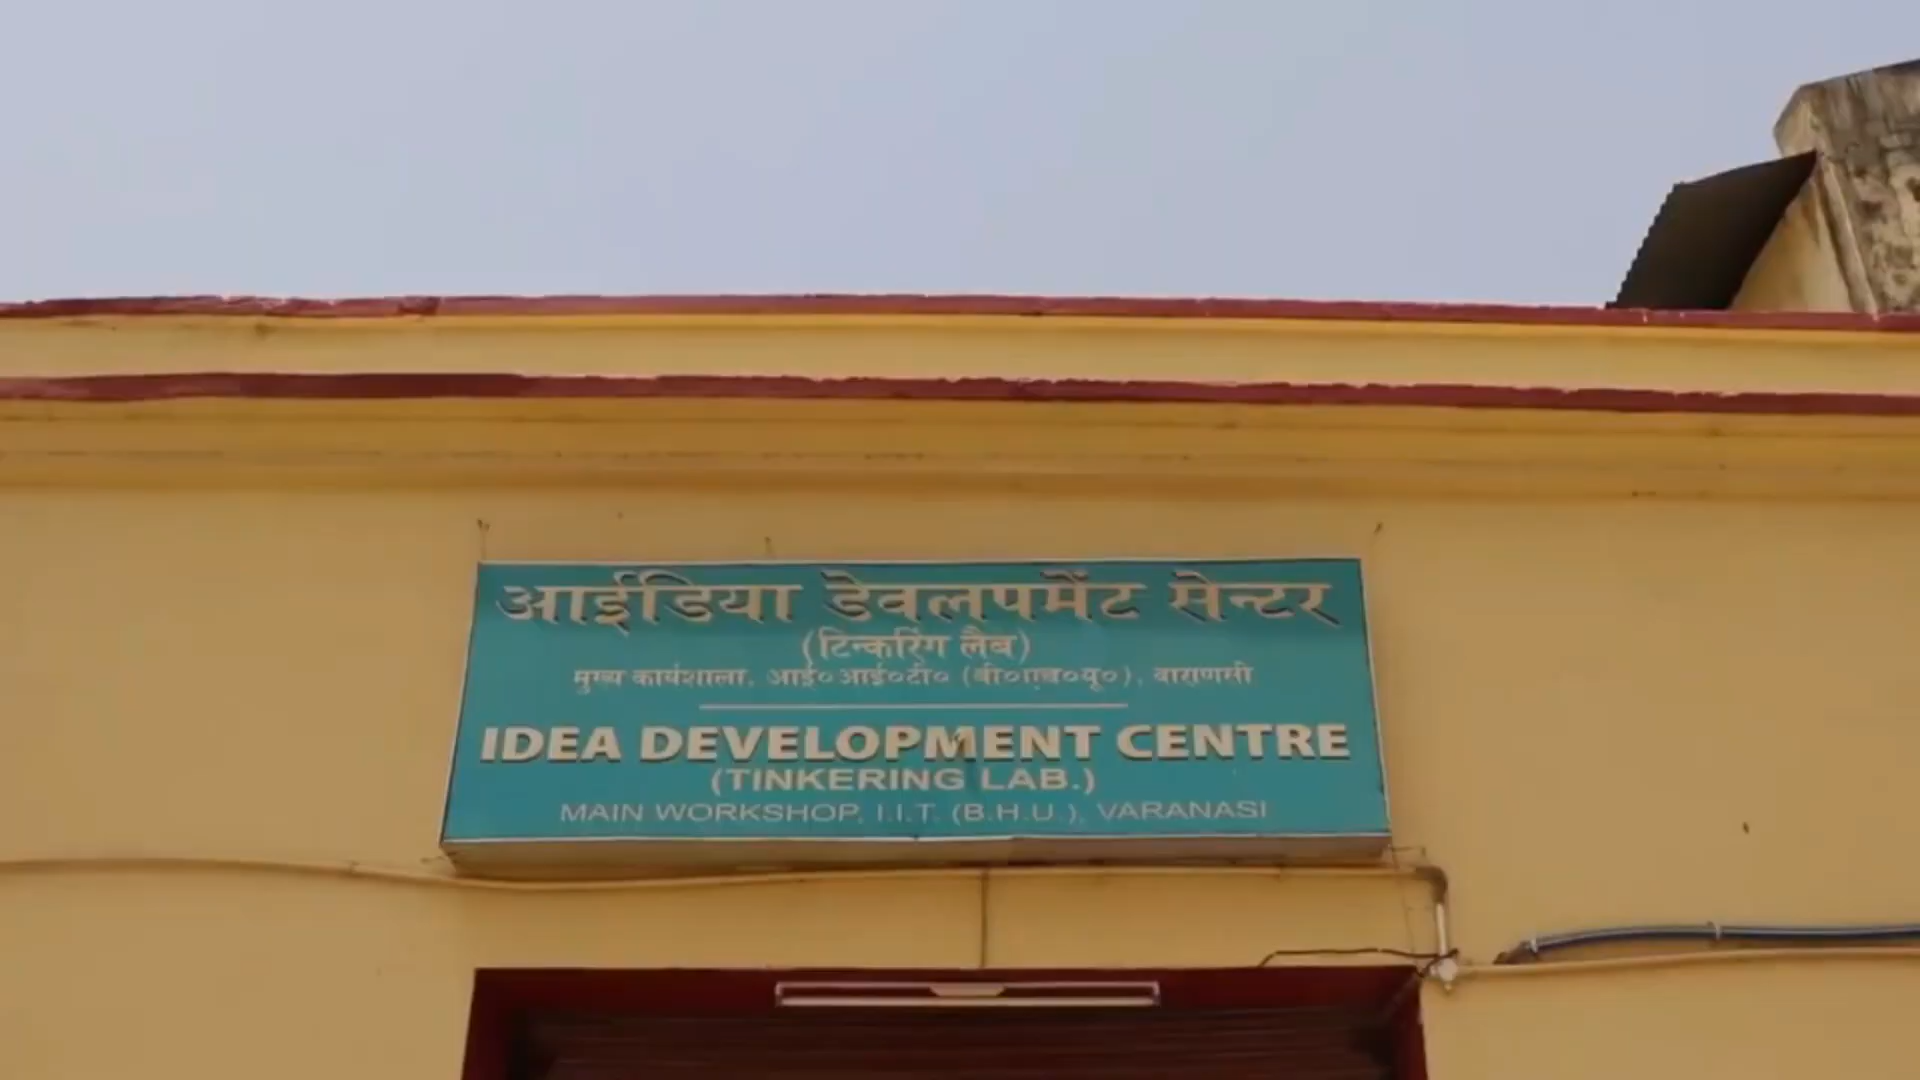 आईडिया डेवलपमेंट सेन्टर
(टिन्करिंग लैब)
मुख्य कार्यशाला, आई०आई०टी० (बी०एच०यू०), वाराणसी
IDEA DEVELOPMENT CENTRE
(TINKERING LAB.)
MAIN WORKSHOP, I.I.T. (B.H.U.), VARANASI